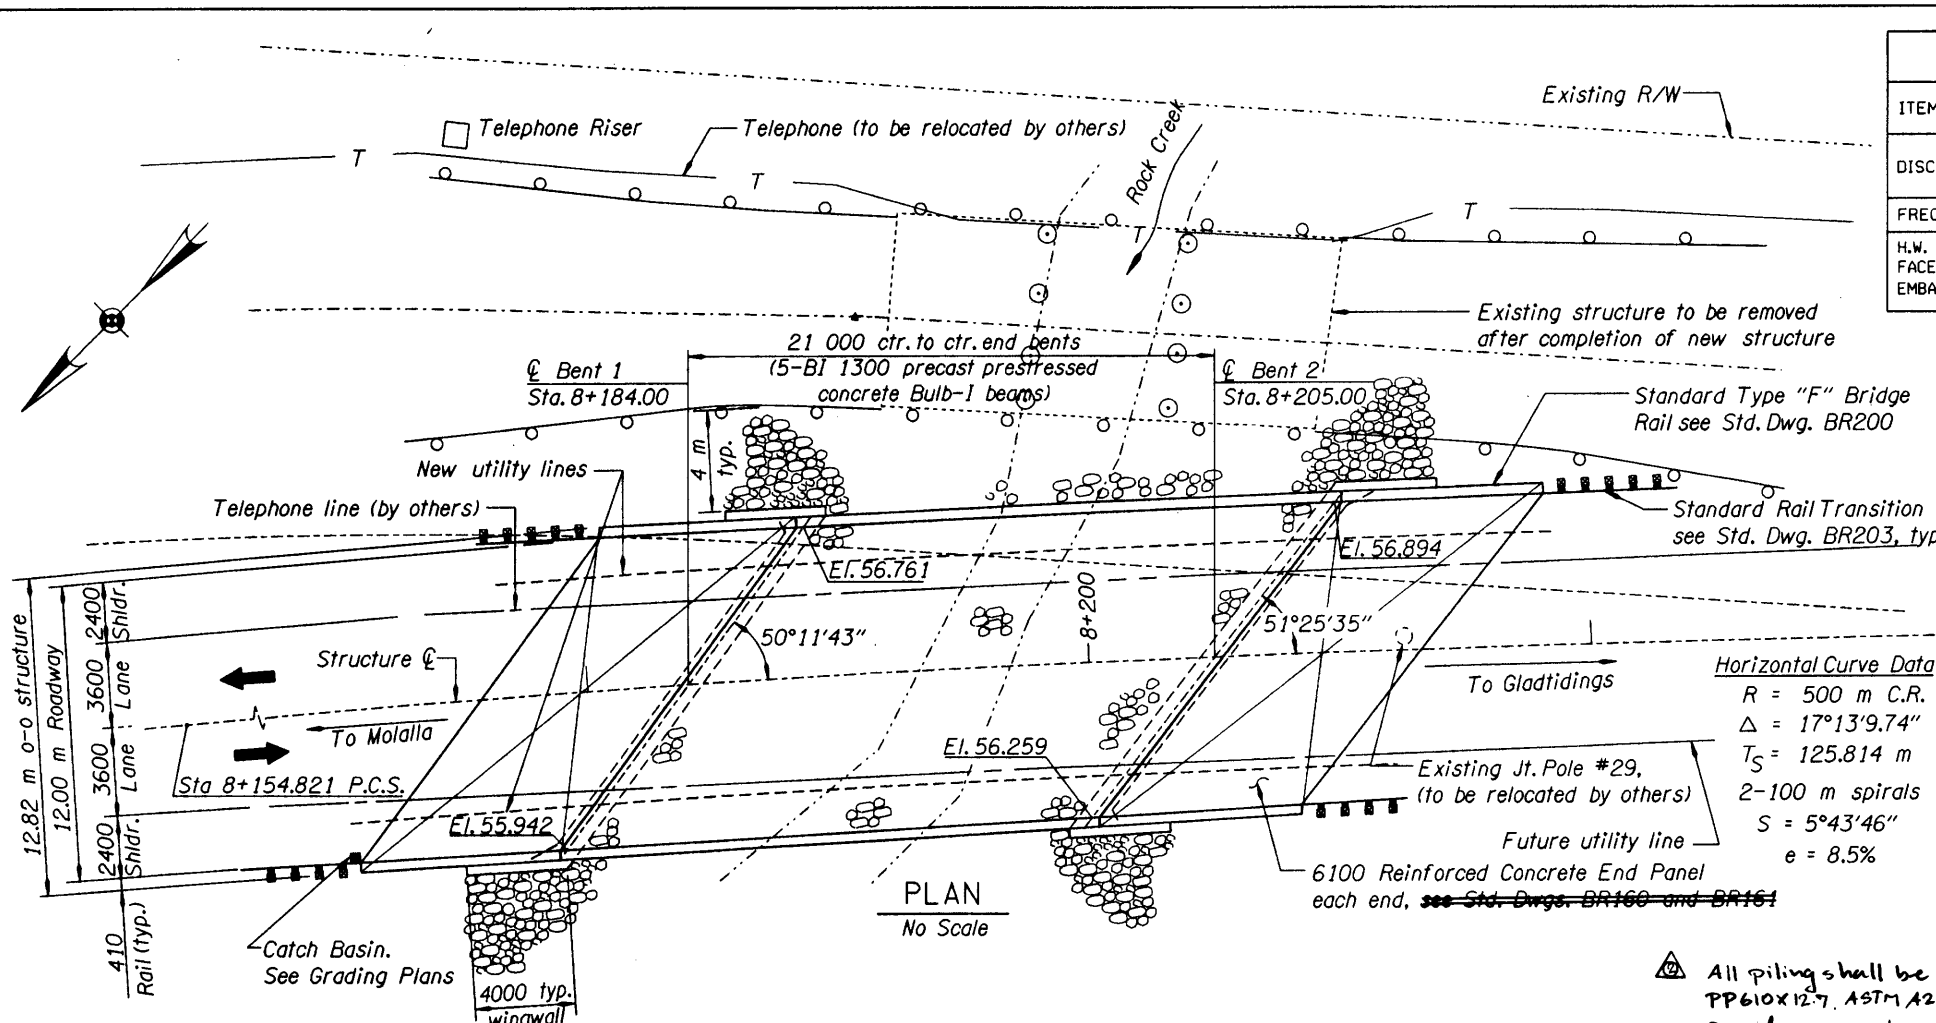 Existing R/W
Telephone Riser
Telephone (to be relocated by others)
Rock Creek
T
T
T
T
ITEM
DISC
FREQ
H.W.
FACE
EMBA
Existing structure to be removed
after completion of new structure
21 000 ctr. to ctr. end bents
(5-BI 1300 precast prestressed
concrete Bulb-I beams)
℄ Bent 1
Sta. 8+184.00
℄ Bent 2
Sta. 8+205.00
Standard Type "F" Bridge
Rail see Std. Dwg. BR200
4 m
typ.
New utility lines
Telephone line (by others)
Standard Rail Transition
see Std. Dwg. BR203, typ
El. 56.761
El. 56.894
8+200
50°11'43"
51°25'35"
12.82 m o-o structure
12.00 m Roadway
2400
Shldr.
3600
Lane
3600
Lane
2400
Shldr.
410
Rail (typ.)
Structure ℄
To Molalla
To Gladtidings
Sta 8+154.821 P.C.S.
El. 56.259
El. 55.942
Horizontal Curve Data
R = 500 m C.R.
Δ = 17°13'9.74"
TS = 125.814 m
2-100 m spirals
S = 5°43'46"
e = 8.5%
Existing Jt. Pole #29,
(to be relocated by others)
Future utility line
6100 Reinforced Concrete End Panel
each end, see Std. Dwgs. BR160 and BR161
PLAN
No Scale
Catch Basin.
See Grading Plans
4000 typ.
wingwall
2 All piling shall be
PP610x12.7, ASTM A2